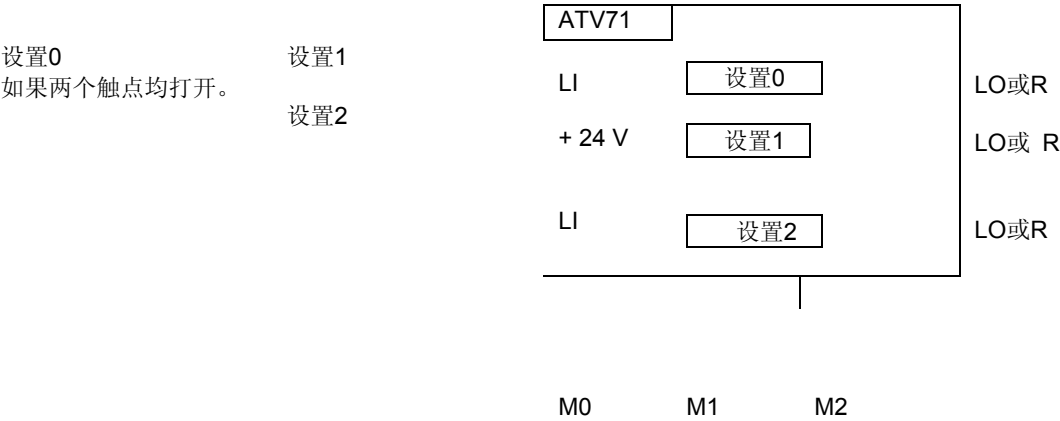 设置0
如果两个触点均打开。
设置1
设置2
ATV71
LI
设置0
LO或R
+ 24 V
设置1
LO或 R
LI
设置2
LO或R
M0
M1
M2